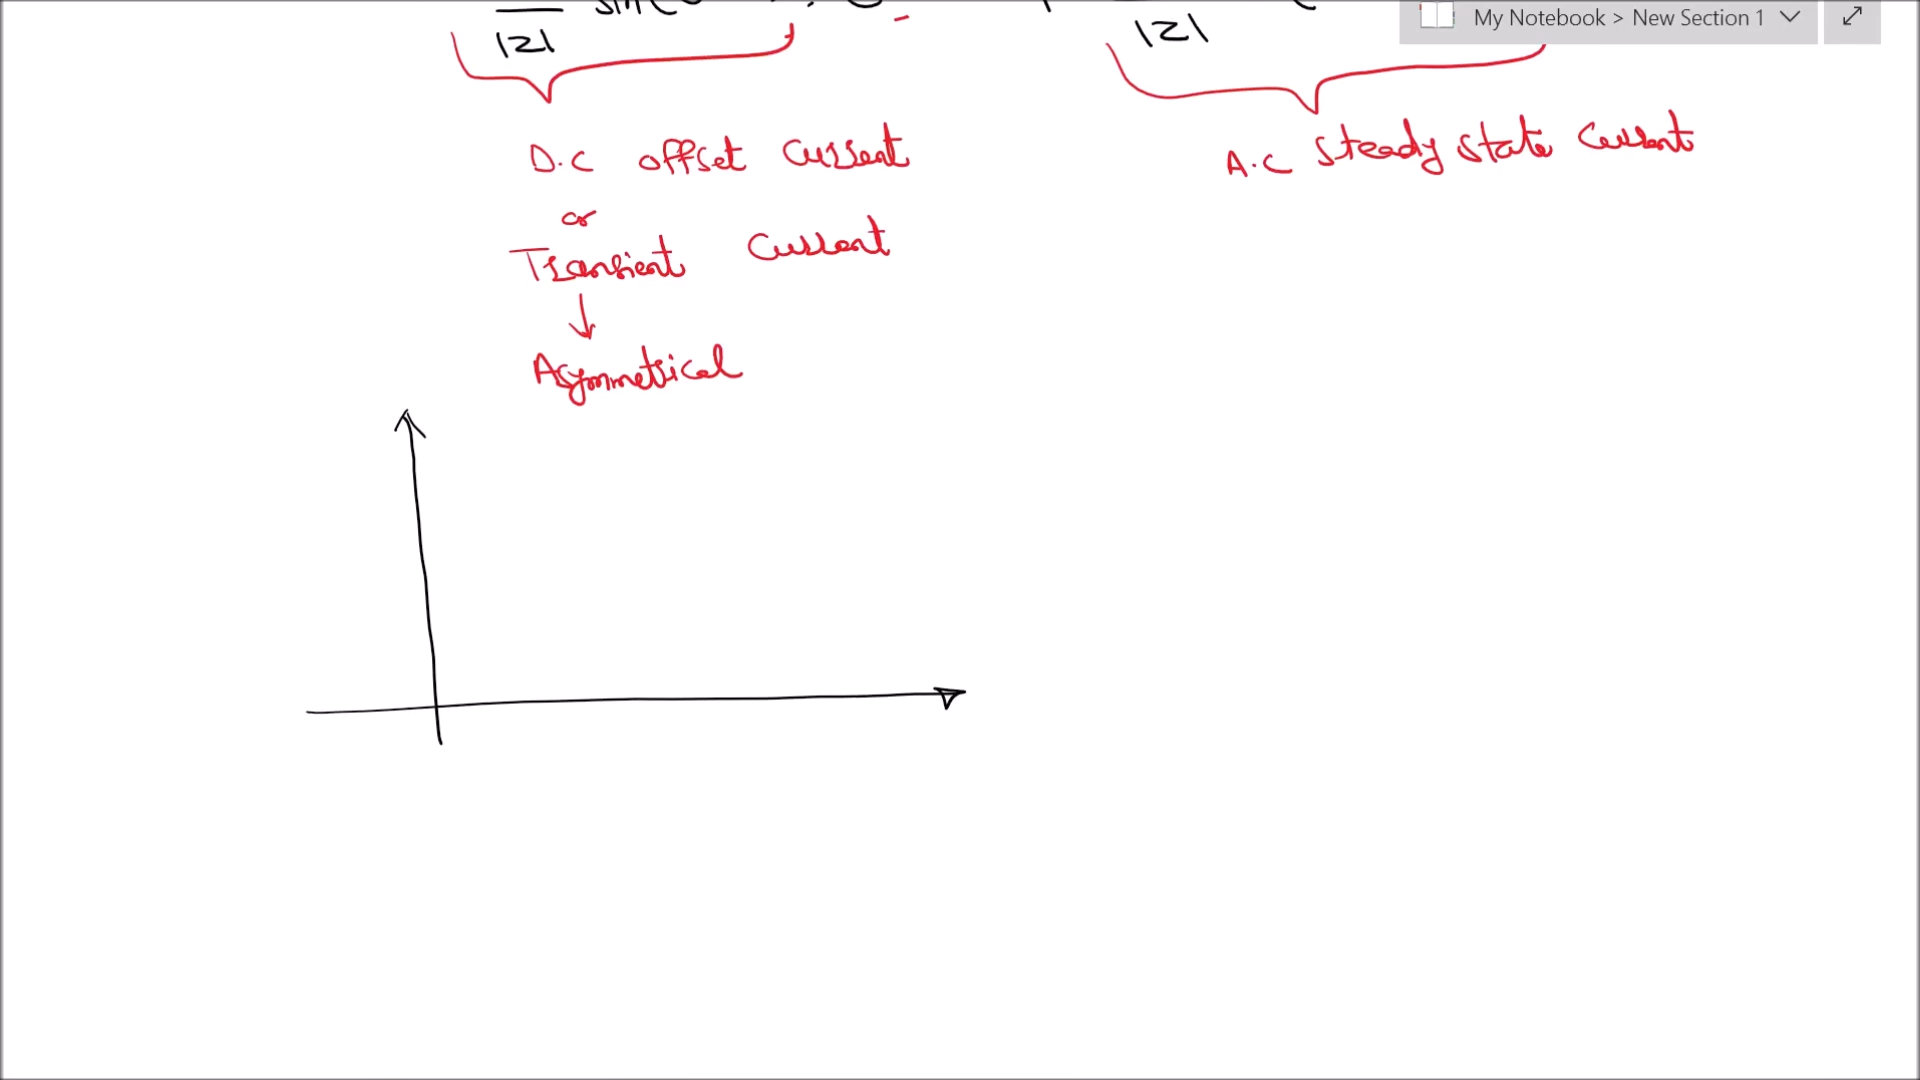 My Notebook > New Section 1
|z| |z|
D.C offset Current
A.C Steady State Current
or
Transient Current
Asymmetrical